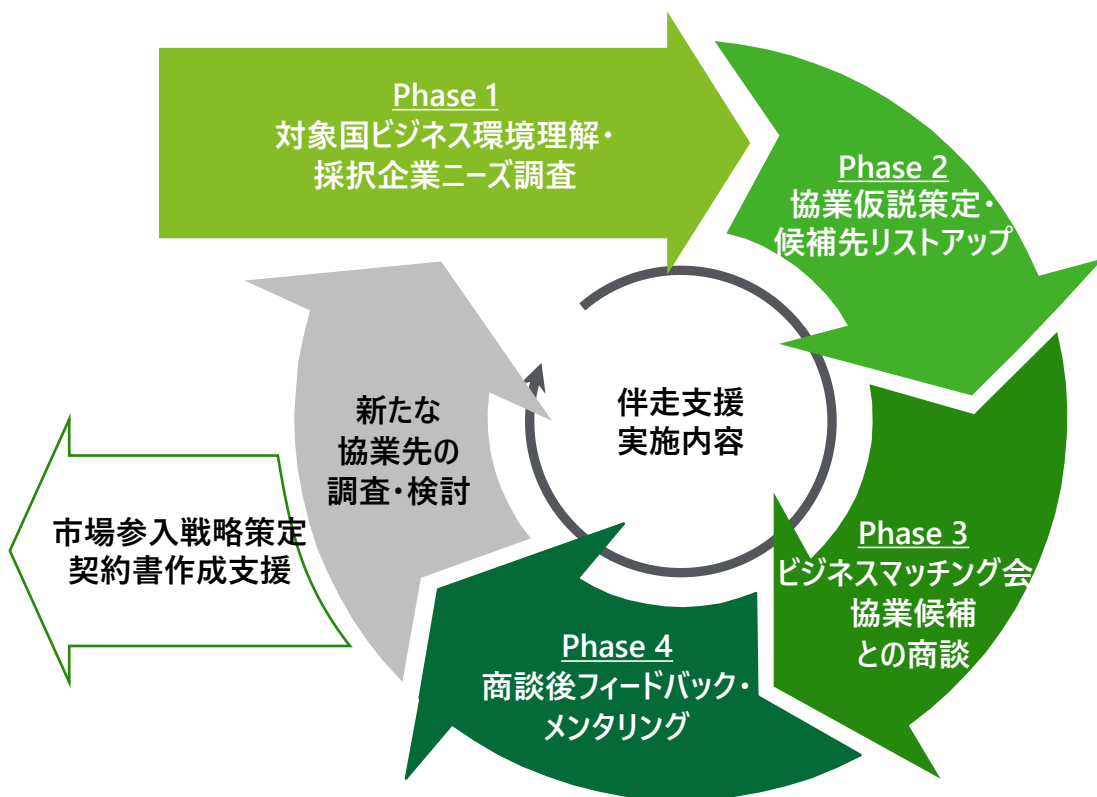 Phase 1
対象国ビジネス環境理解・
採択企業ニーズ調査
Phase 2
協業仮説策定・
候補先リストアップ
Phase 3
ビジネスマッチング会
協業候補
との商談
Phase 4
商談後フィードバック・
メンタリング
新たな
協業先の
調査・検討
市場参入戦略策定
契約書作成支援
伴走支援
実施内容